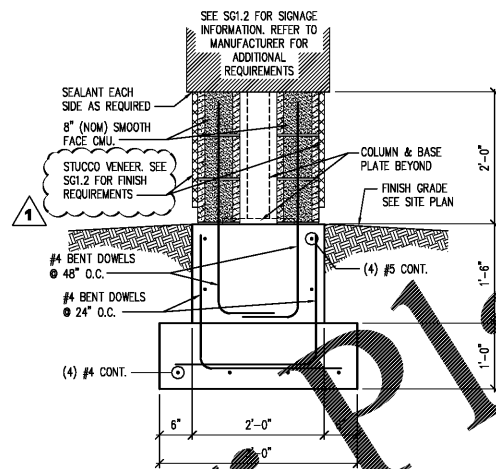 SEE SG1.2 FOR SIGNAGE
INFORMATION. REFER TO
MANUFACTURER FOR
ADDITIONAL
REQUIREMENTS
SEALANT EACH
SIDE AS REQUIRED
8" (NOM) SMOOTH
FACE CMU.
STUCCO VENEER. SEE
SG1.2 FOR FINISH
REQUIREMENTS
1
COLUMN & BASE
PLATE BEYOND
FINISH GRADE
SEE SITE PLAN
2'-0"
#4 BENT DOWELS
@ 48" O.C.
#4 BENT DOWELS
@ 24" O.C.
(4) #5 CONT.
1'-6"
(4) #4 CONT.
1'-0"
6" 2'-0"